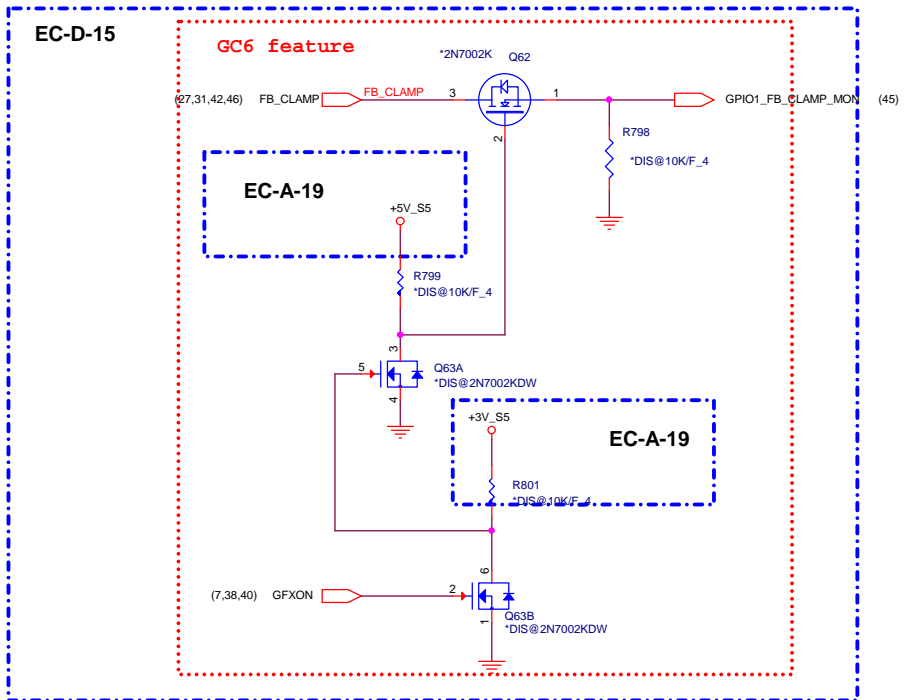 EC-D-15
GC6 feature
*2N7002K
Q62
(27,31,42,46)
FB_CLAMP
FB_CLAMP
3
1
GPIO1_FB_CLAMP_MON
(45)
2
R798
*DIS@10K/F_4
EC-A-19
+5V_S5
R799
*DIS@10K/F_4
3
5
Q63A
*DIS@2N7002KDW
4
+3V_S5
EC-A-19
R801
*DIS@10K/F_4
6
(7,38,40)
GFXON
2
Q63B
1
*DIS@2N7002KDW